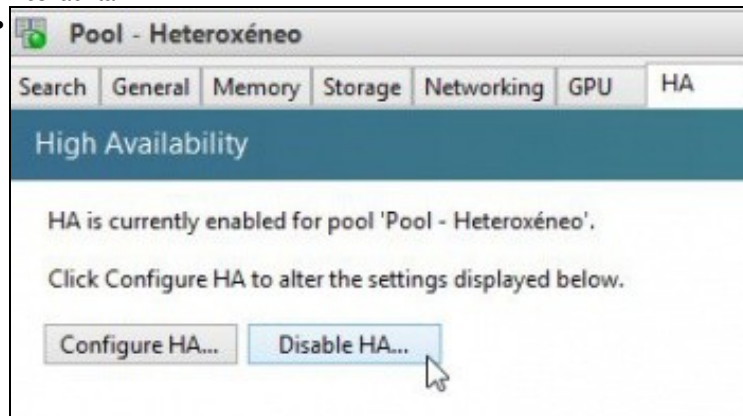 Pool - Heteroxéneo
Search General Memory Storage Networking GPU HA
High Availability
HA is currently enabled for pool 'Pool - Heteroxéneo'.
Click Configure HA to alter the settings displayed below.
Configure HA... Disable HA...